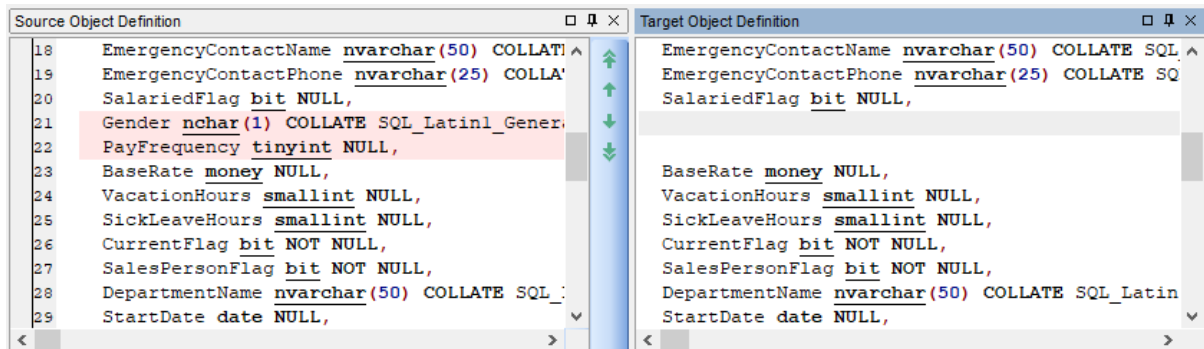 Source Object Definition
18 EmergencyContactName nvarchar(50) COLLATE
19 EmergencyContactPhone nvarchar(25) COLLA
20 SalariedFlag bit NULL,
21 Gender nchar(1) COLLATE SQL_Latin1_Genera
22 PayFrequency tinyint NULL,
23 BaseRate money NULL,
24 VacationHours smallint NULL,
25 SickLeaveHours smallint NULL,
26 CurrentFlag bit NOT NULL,
27 SalesPersonFlag bit NOT NULL,
28 DepartmentName nvarchar(50) COLLATE SQL_
29 StartDate date NULL,
Target Object Definition
EmergencyContactName nvarchar(50) COLLATE SQL_
EmergencyContactPhone nvarchar(25) COLLATE SQ
SalariedFlag bit NULL,
BaseRate money NULL,
VacationHours smallint NULL,
SickLeaveHours smallint NULL,
CurrentFlag bit NOT NULL,
SalesPersonFlag bit NOT NULL,
DepartmentName nvarchar(50) COLLATE SQL_Latin
StartDate date NULL,